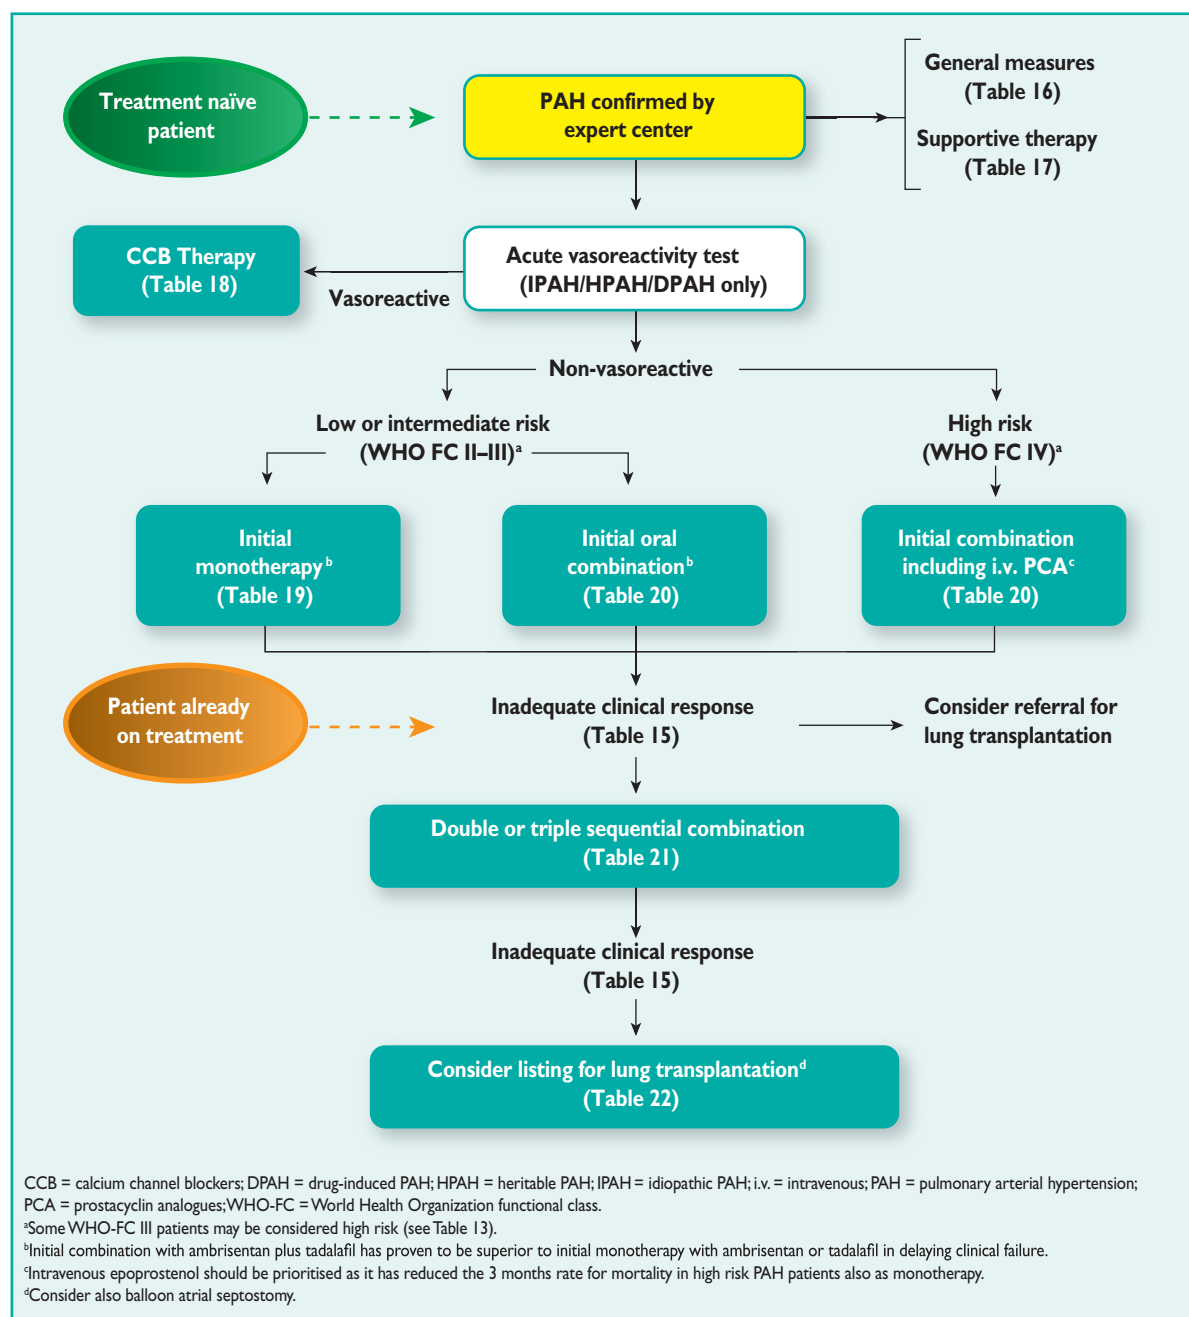 Treatment naïve
patient
PAH confirmed by
expert center
General measures
(Table 16)
Supportive therapy
(Table 17)
CCB Therapy
(Table 18)
Vasoreactive
Acute vasoreactivity test
(IPAH/HPAH/DPAH only)
Non-vasoreactive
Low or intermediate risk
(WHO FC II–III)a
High risk
(WHO FC IV)a
Initial
monotherapyb
(Table 19)
Initial oral
combinationb
(Table 20)
Initial combination
including i.v. PCAc
(Table 20)
Patient already
on treatment
Inadequate clinical response
(Table 15)
Consider referral for
lung transplantation
Double or triple sequential combination
(Table 21)
Inadequate clinical response
(Table 15)
Consider listing for lung transplantationd
(Table 22)
CCB = calcium channel blockers; DPAH = drug-induced PAH; HPAH = heritable PAH; IPAH = idiopathic PAH; i.v. = intravenous; PAH = pulmonary arterial hypertension;
PCA = prostacyclin analogues; WHO-FC = World Health Organization functional class.
aSome WHO-FC III patients may be considered high risk (see Table 13).
bInitial combination with ambrisentan plus tadalafil has proven to be superior to initial monotherapy with ambrisentan or tadalafil in delaying clinical failure.
cIntravenous epoprostenol should be prioritised as it has reduced the 3 months rate for mortality in high risk PAH patients also as monotherapy.
dConsider also balloon atrial septostomy.